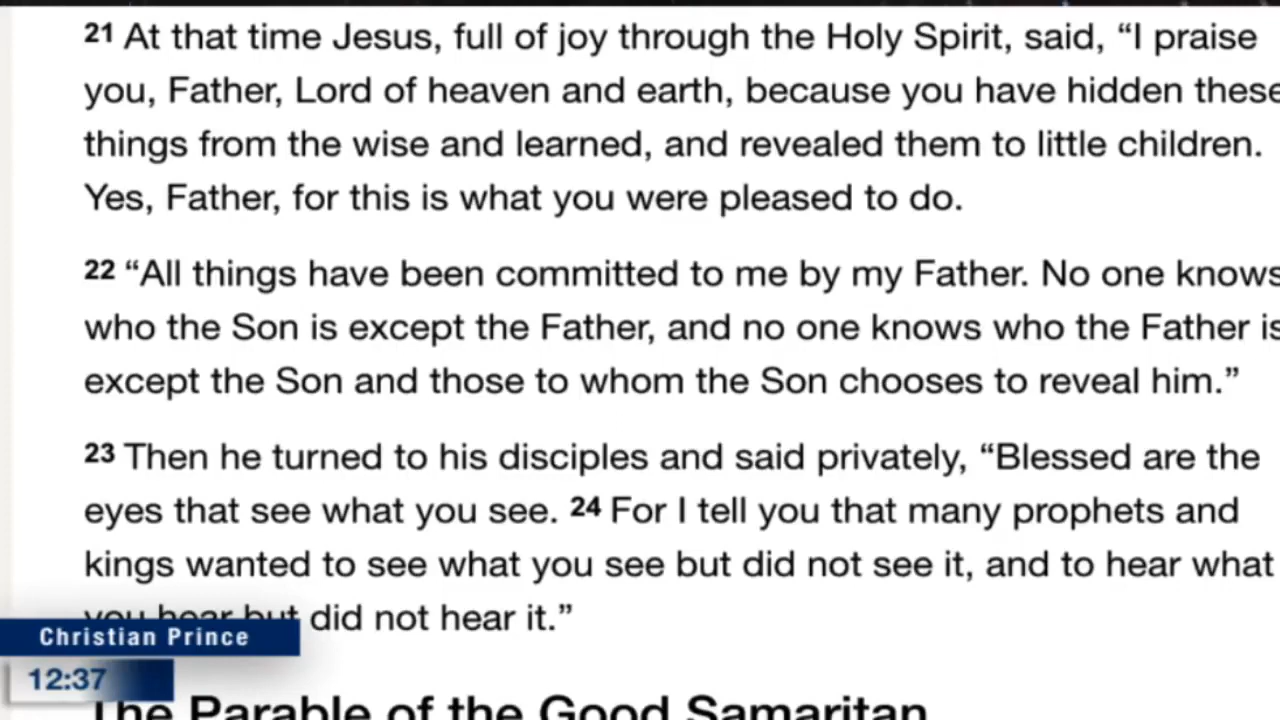 21 At that time Jesus, full of joy through the Holy Spirit, said, “I praise
you, Father, Lord of heaven and earth, because you have hidden these
things from the wise and learned, and revealed them to little children.
Yes, Father, for this is what you were pleased to do.
22 “All things have been committed to me by my Father. No one knows
who the Son is except the Father, and no one knows who the Father is
except the Son and those to whom the Son chooses to reveal him.”
23 Then he turned to his disciples and said privately, “Blessed are the
eyes that see what you see. 24 For I tell you that many prophets and
kings wanted to see what you see but did not see it, and to hear what
you hear but did not hear it.”
Christian Prince
12:37
The Parable of the Good Samaritan